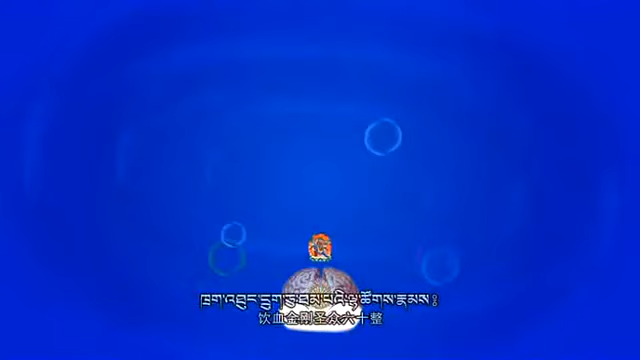 ཁྲག་འཐུང་དྲུག་ཅུ་ཐམ་པའི་ལྷ་ཚོགས་རྣམས༔
饮血金刚圣众六十整